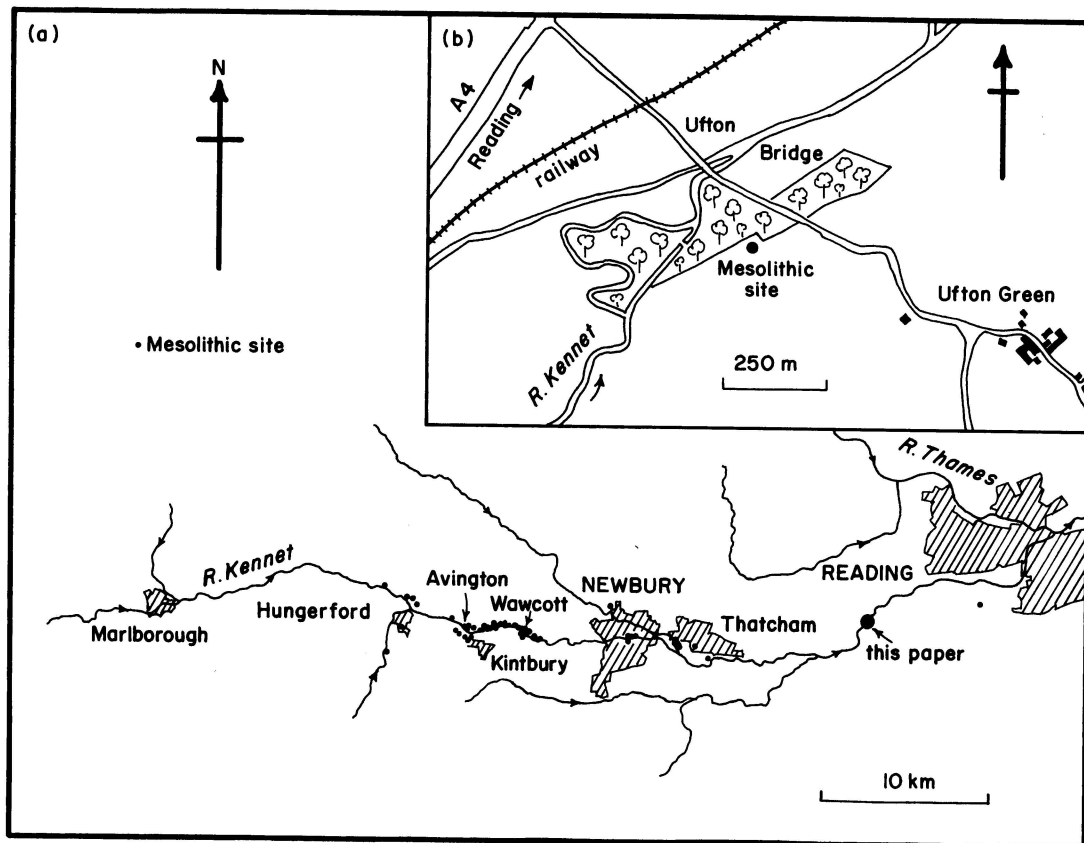 (a)
N
• Mesolithic site
(b)
A4
Reading →
railway
Ufton
Bridge
Mesolithic
site
Ufton Green
R. Kennet
250 m
R. Thames
R. Kennet
Marlborough
Hungerford
Avington
Wawcott
Kintbury
NEWBURY
Thatcham
READING
this paper
10 km